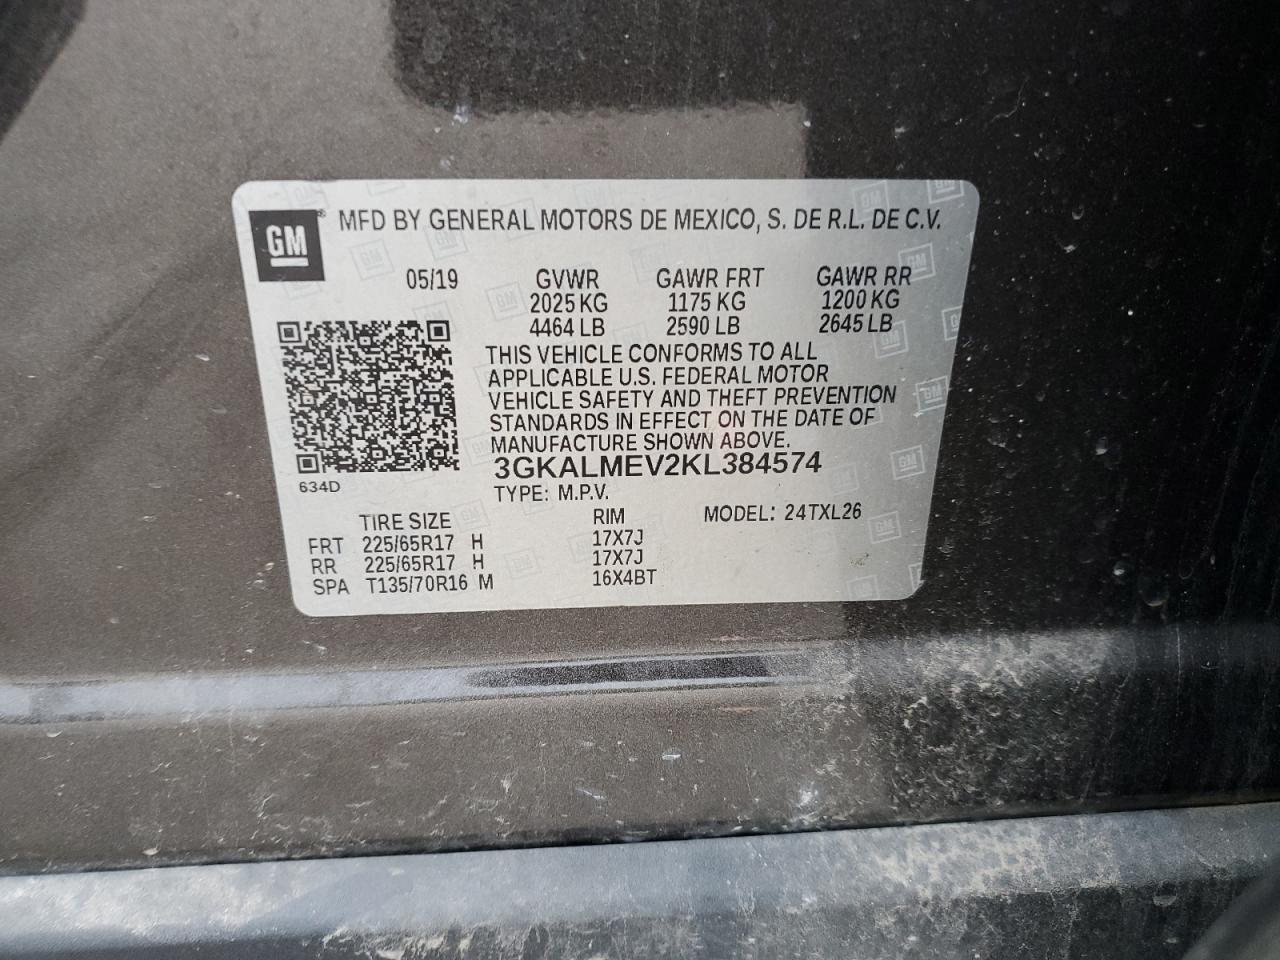 GM ® MFD BY GENERAL MOTORS DE MEXICO, S. DE R.L. DE C.V.
05/19 GVWR GAWR FRT GAWR RR
2025 KG 1175 KG 1200 KG
4464 LB 2590 LB 2645 LB
THIS VEHICLE CONFORMS TO ALL
APPLICABLE U.S. FEDERAL MOTOR
VEHICLE SAFETY AND THEFT PREVENTION
STANDARDS IN EFFECT ON THE DATE OF
MANUFACTURE SHOWN ABOVE.
3GKALMEV2KL384574
634D
TYPE: M.P.V.
TIRE SIZE RIM MODEL: 24TXL26
FRT 225/65R17 H 17X7J
RR 225/65R17 H 17X7J
SPA T135/70R16 M 16X4BT